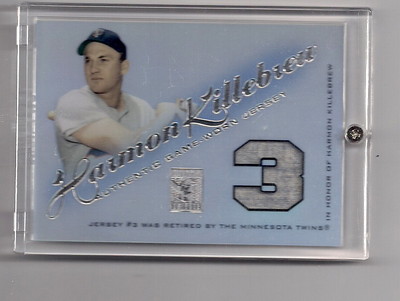 Harmon Killebrew
AUTHENTIC GAME-WORN JERSEY
3
IN HONOR OF HARMON KILLEBREW
JERSEY #3 WAS RETIRED BY THE MINNESOTA TWINS®